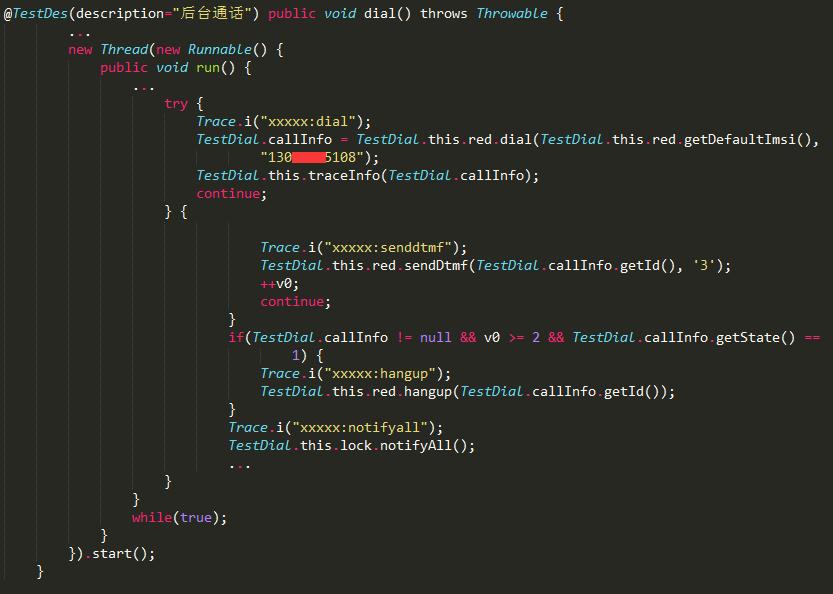 @TestDes(description="后台通话") public void dial() throws Throwable {
...
new Thread(new Runnable() {
public void run() {
...
try {
Trace.i("xxxxx:dial");
TestDial.callInfo = TestDial.this.red.dial(TestDial.this.red.getDefaultImsi(),
"130 5108");
TestDial.this.traceInfo(TestDial.callInfo);
continue;
} {
Trace.i("xxxxx:senddtmf");
TestDial.this.red.sendDtmf(TestDial.callInfo.getId(), '3');
++v0;
continue;
}
if(TestDial.callInfo != null && v0 >= 2 && TestDial.callInfo.getState() ==
1) {
Trace.i("xxxxx:hangup");
TestDial.this.red.hangup(TestDial.callInfo.getId());
}
Trace.i("xxxxx:notifyall");
TestDial.this.lock.notifyAll();
...
}
}
while(true);
}
}).start();
}